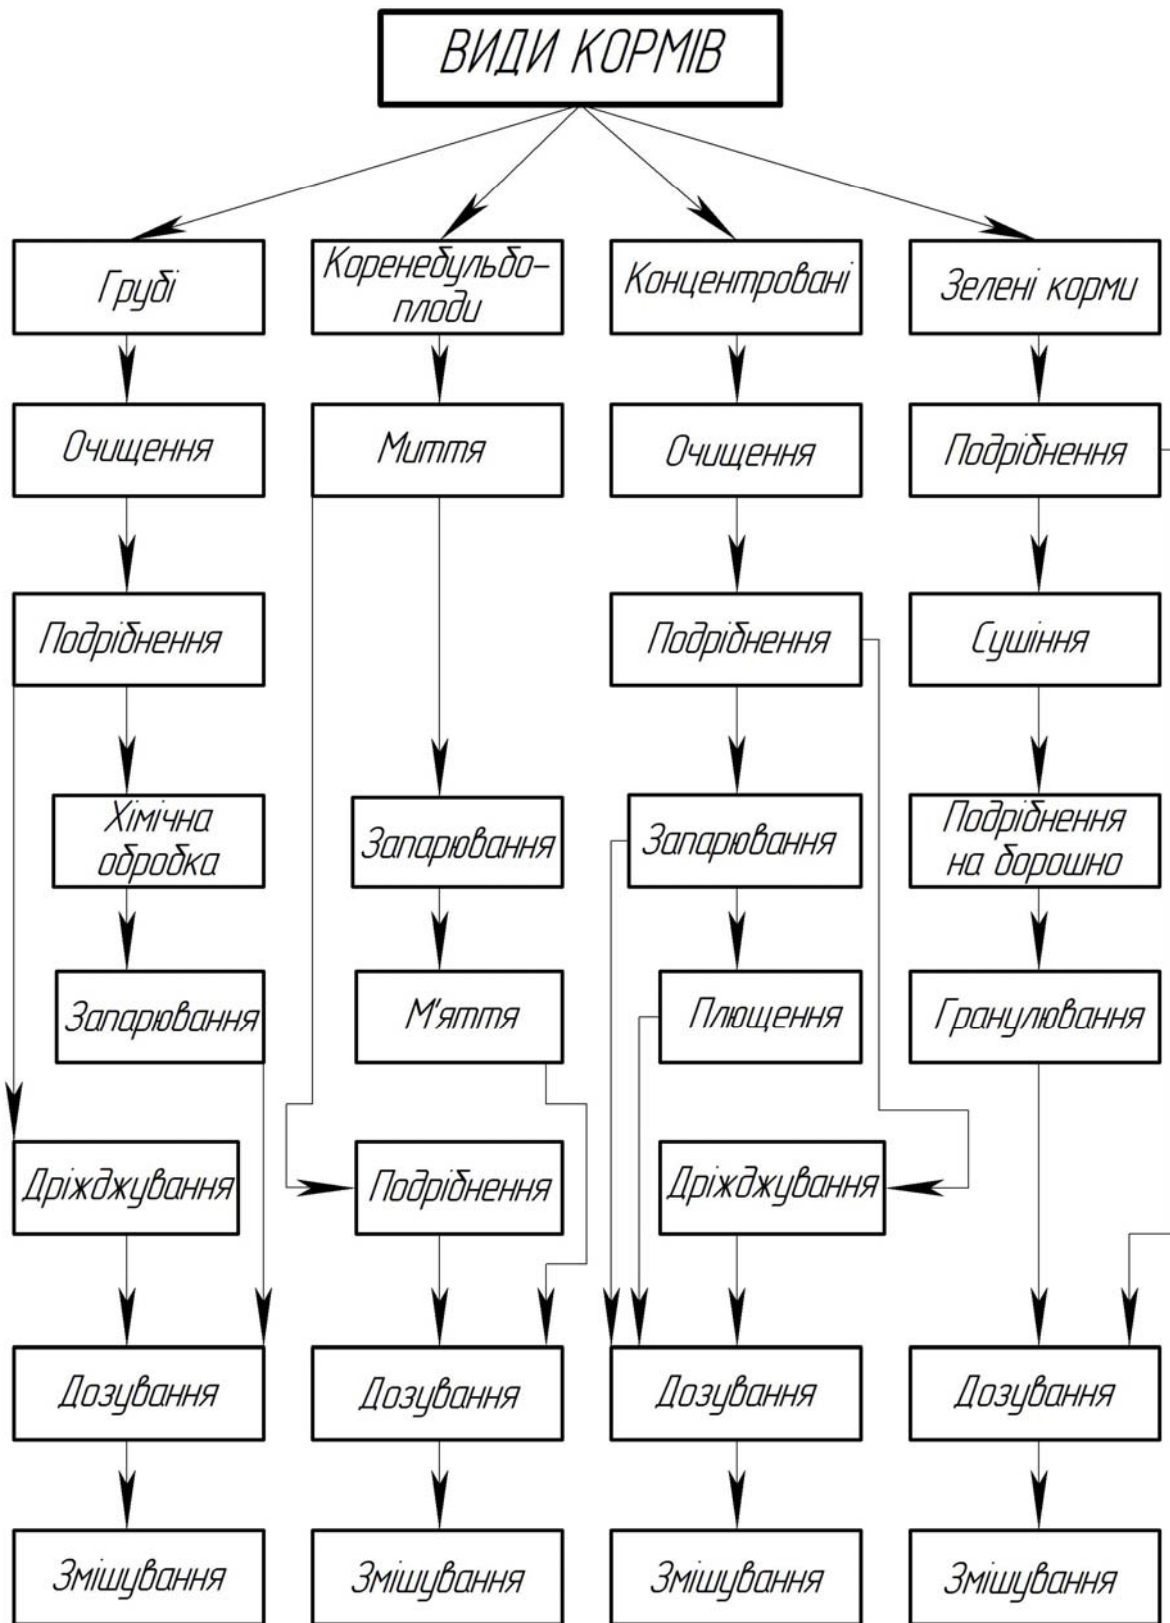 ВИДИ КОРМІВ
Грубі
Коренебульбо-
плоди
Концентровані
Зелені корми
Очищення
Миття
Очищення
Подрібнення
Подрібнення
Подрібнення
Сушіння
Хімічна
обробка
Запарювання
Запарювання
Подрібнення
на борошно
Запарювання
М'яття
Плющення
Гранулювання
Дріжджування
Подрібнення
Дріжджування
Дозування
Дозування
Дозування
Дозування
Змішування
Змішування
Змішування
Змішування